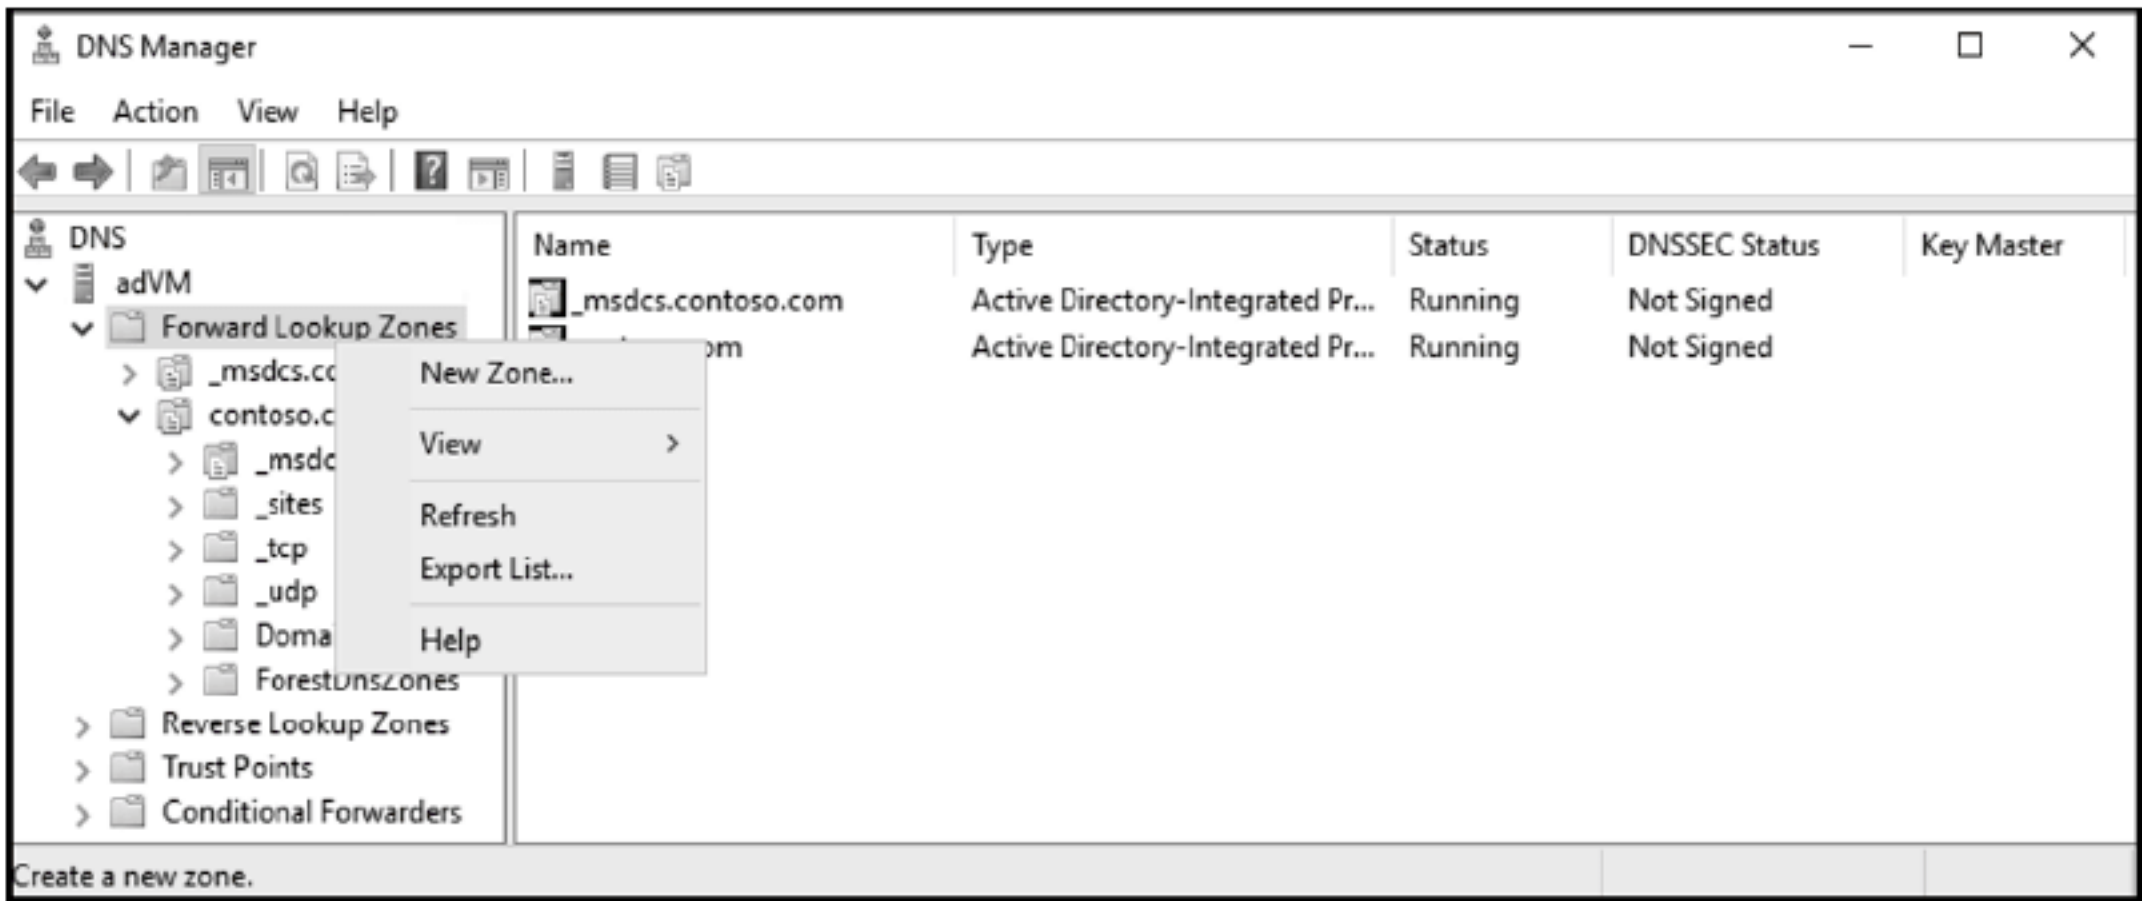 DNS Manager
File Action View Help
DNS
adVM
Forward Lookup Zones
_msdcs.cc
contoso.c
_msdc
_sites
_tcp
_udp
Doma
ForestDnsZones
Reverse Lookup Zones
Trust Points
Conditional Forwarders
New Zone...
View
Refresh
Export List...
Help
Name Type Status DNSSEC Status Key Master
_msdcs.contoso.com Active Directory-Integrated Pr... Running Not Signed
om Active Directory-Integrated Pr... Running Not Signed
Create a new zone.